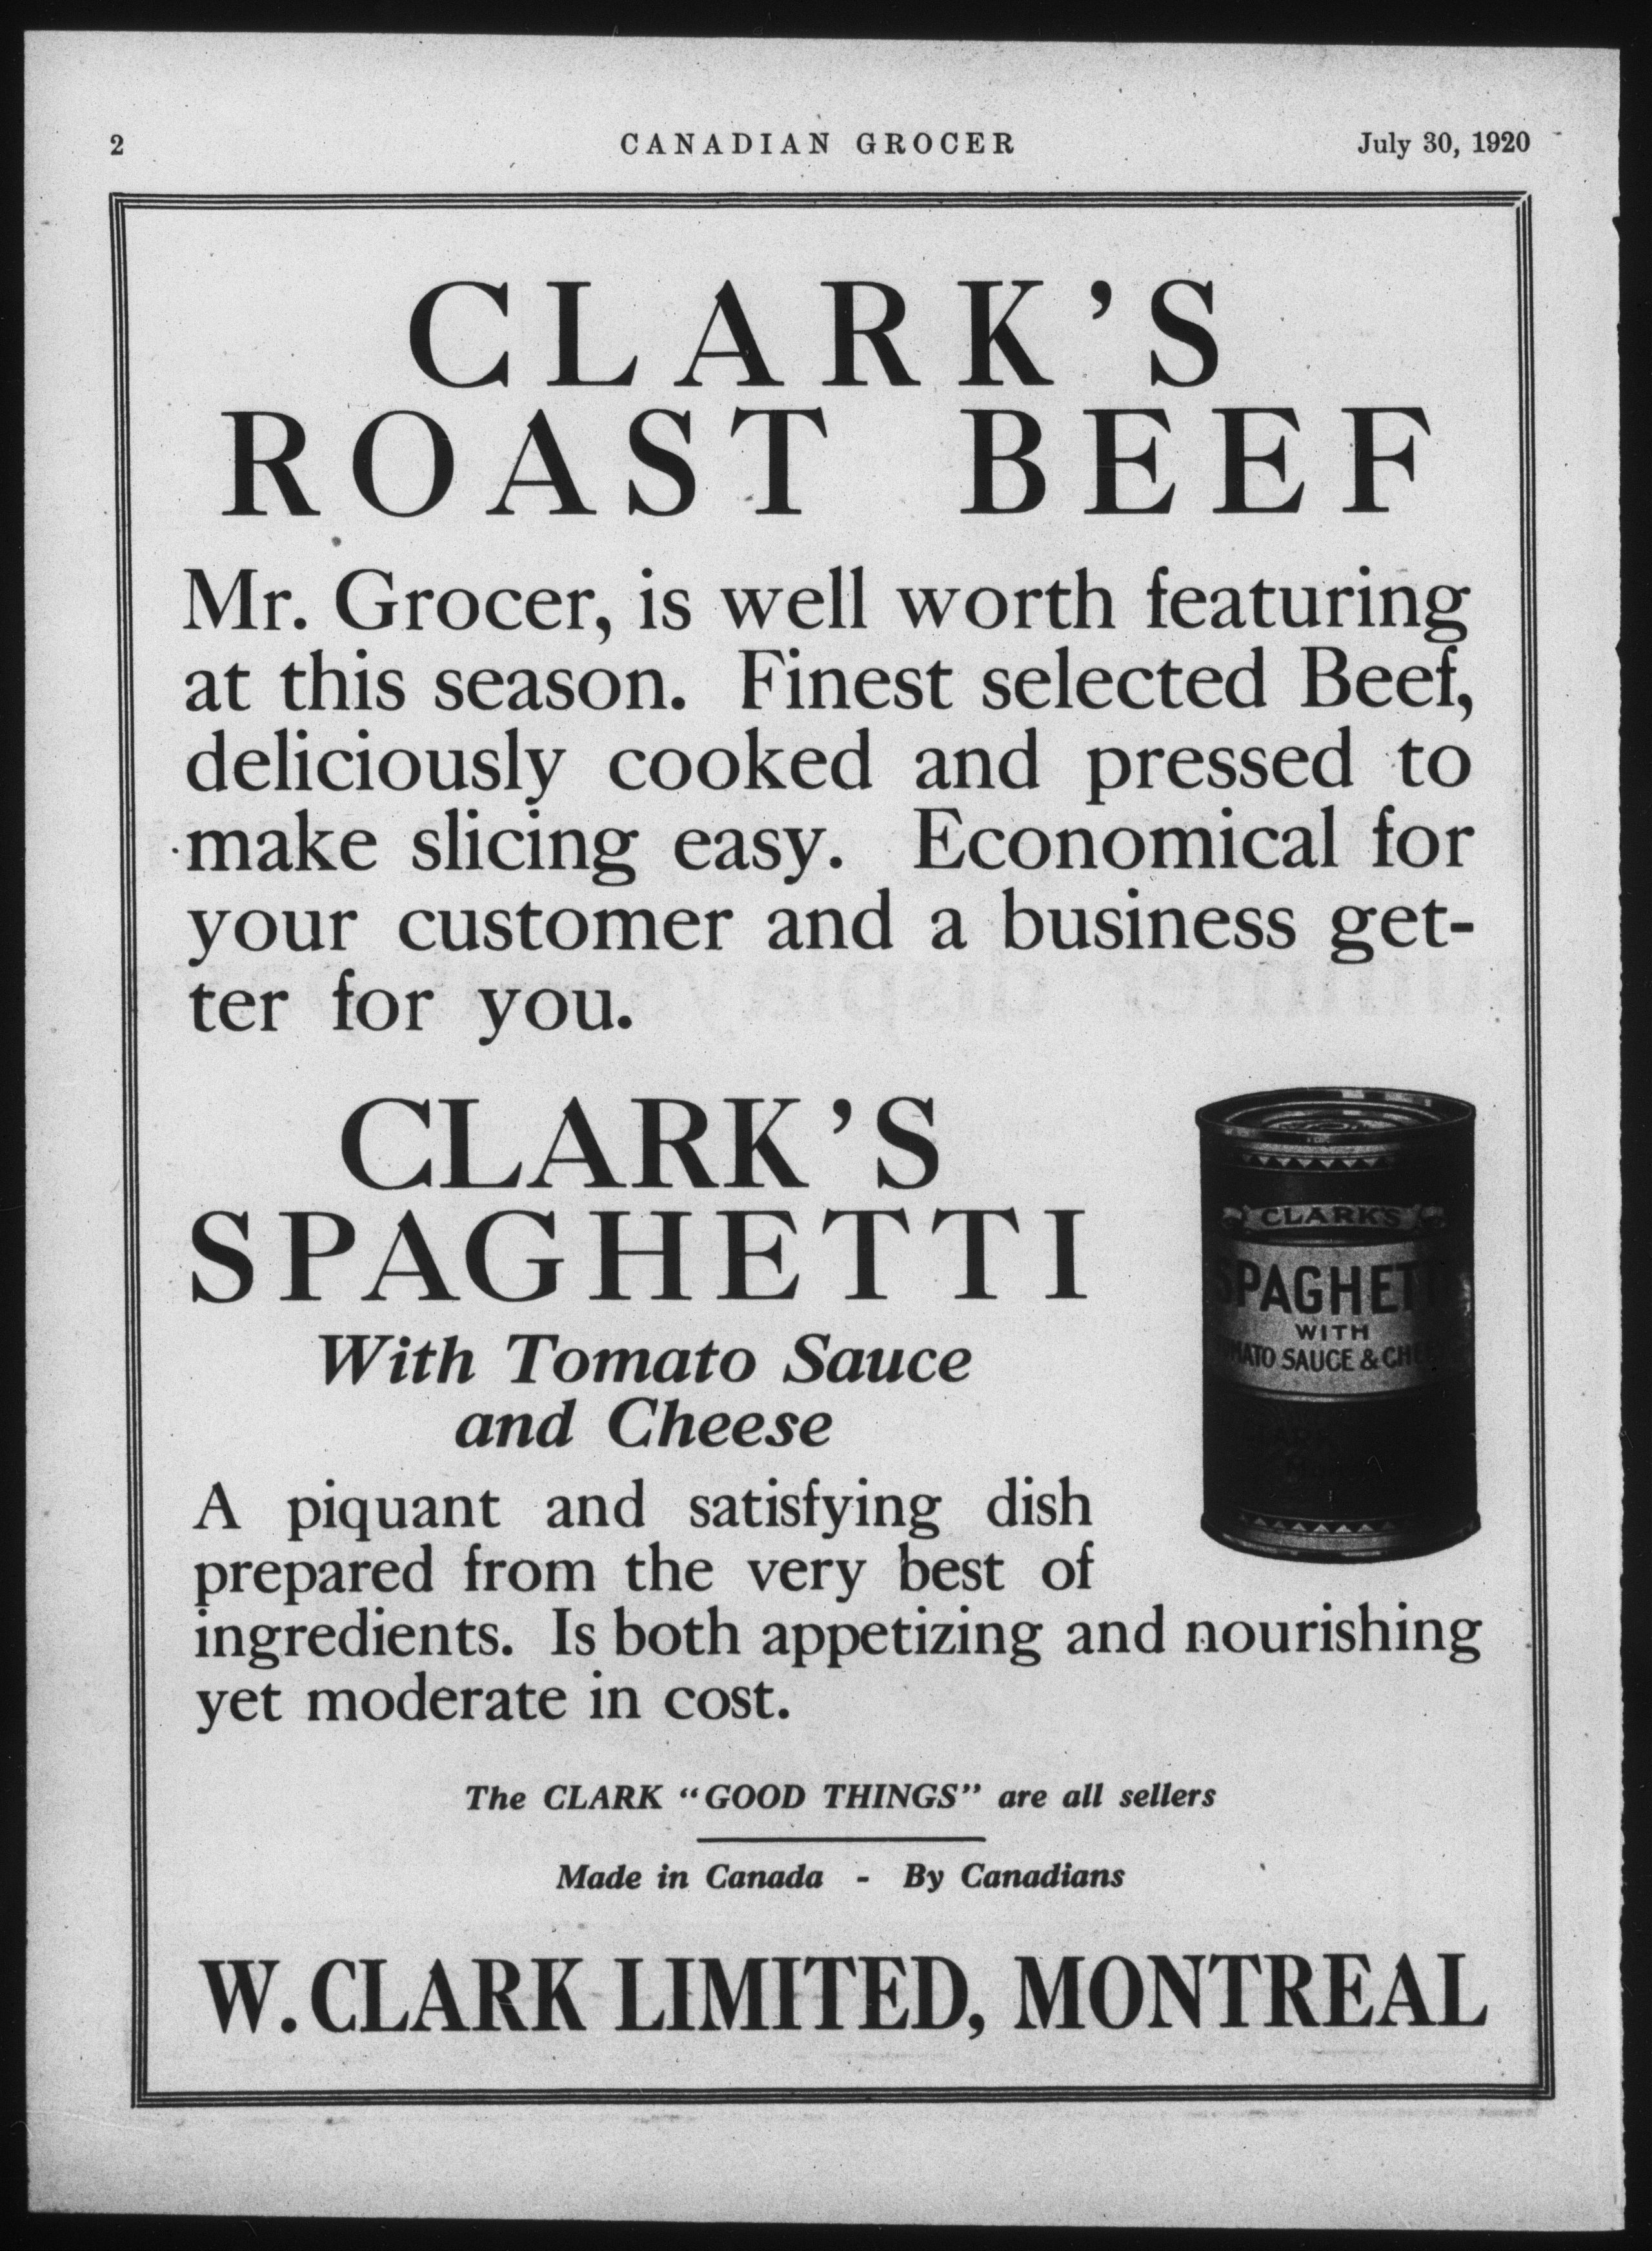 2 CANADIAN GROCER July 30, 1920
CLARK'S
ROAST BEEF
Mr. Grocer, is well worth featuring
at this season. Finest selected Beef,
deliciously cooked and pressed to
make slicing easy. Economical for
your customer and a business get-
ter for you.
CLARK'S
SPAGHETTI
With Tomato Sauce
and Cheese
CLARK'S
SPAGHET
WITH
MATO SAUCE & CH
A piquant and satisfying dish
prepared from the very best of
ingredients. Is both appetizing and nourishing
yet moderate in cost.
The CLARK “GOOD THINGS” are all sellers
Made in Canada - By Canadians
W. CLARK LIMITED, MONTREAL